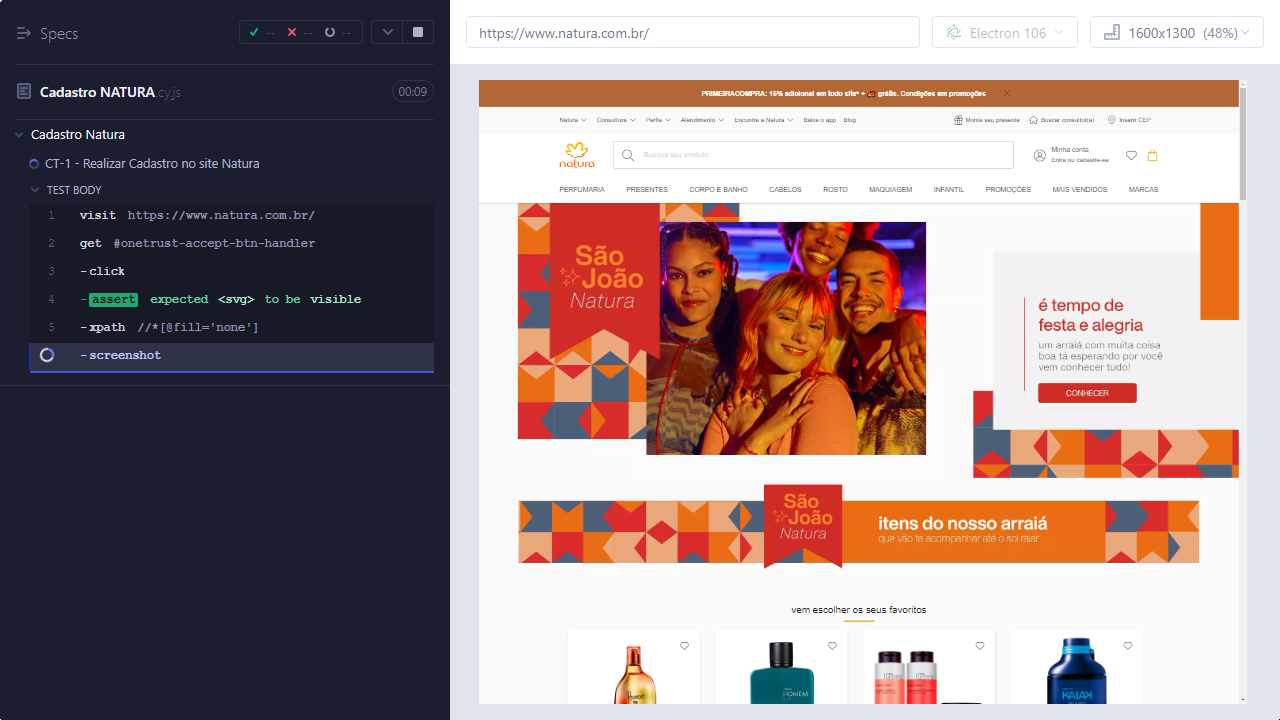 Specs
--
--
--
https://www.natura.com.br/
Electron 106
1600x1300 (48%)
Cadastro NATURA.cy.js
00:09
Cadastro Natura
CT-1 - Realizar Cadastro no site Natura
TEST BODY
1 visit https://www.natura.com.br/
2 get #onetrust-accept-btn-handler
3 -click
4 -assert expected <svg> to be visible
5 -xpath //*[@fill='none']
-screenshot
PRIMEIRACOMPRA: 15% adicional em todo site* + 🚚 grátis. Condições em promoções
Natura Consultora Perfis Atendimento Encontre a Natura Baixe o app Blog Monte seu presente Buscar consultor(a) Inserir CEP
natura
Busque seu produto
Minha conta
Entre ou cadastre-se
PERFUMARIA PRESENTES CORPO E BANHO CABELOS ROSTO MAQUIAGEM INFANTIL PROMOÇÕES MAIS VENDIDOS MARCAS
São
João
Natura
é tempo de
festa e alegria
um arraiá com muita coisa
boa tá esperando por você
vem conhecer tudo!
CONHECER
São
João
Natura
itens do nosso arraiá
que vão te acompanhar até o sol raiar
vem escolher os seus favoritos
HOMEM
KAIAK